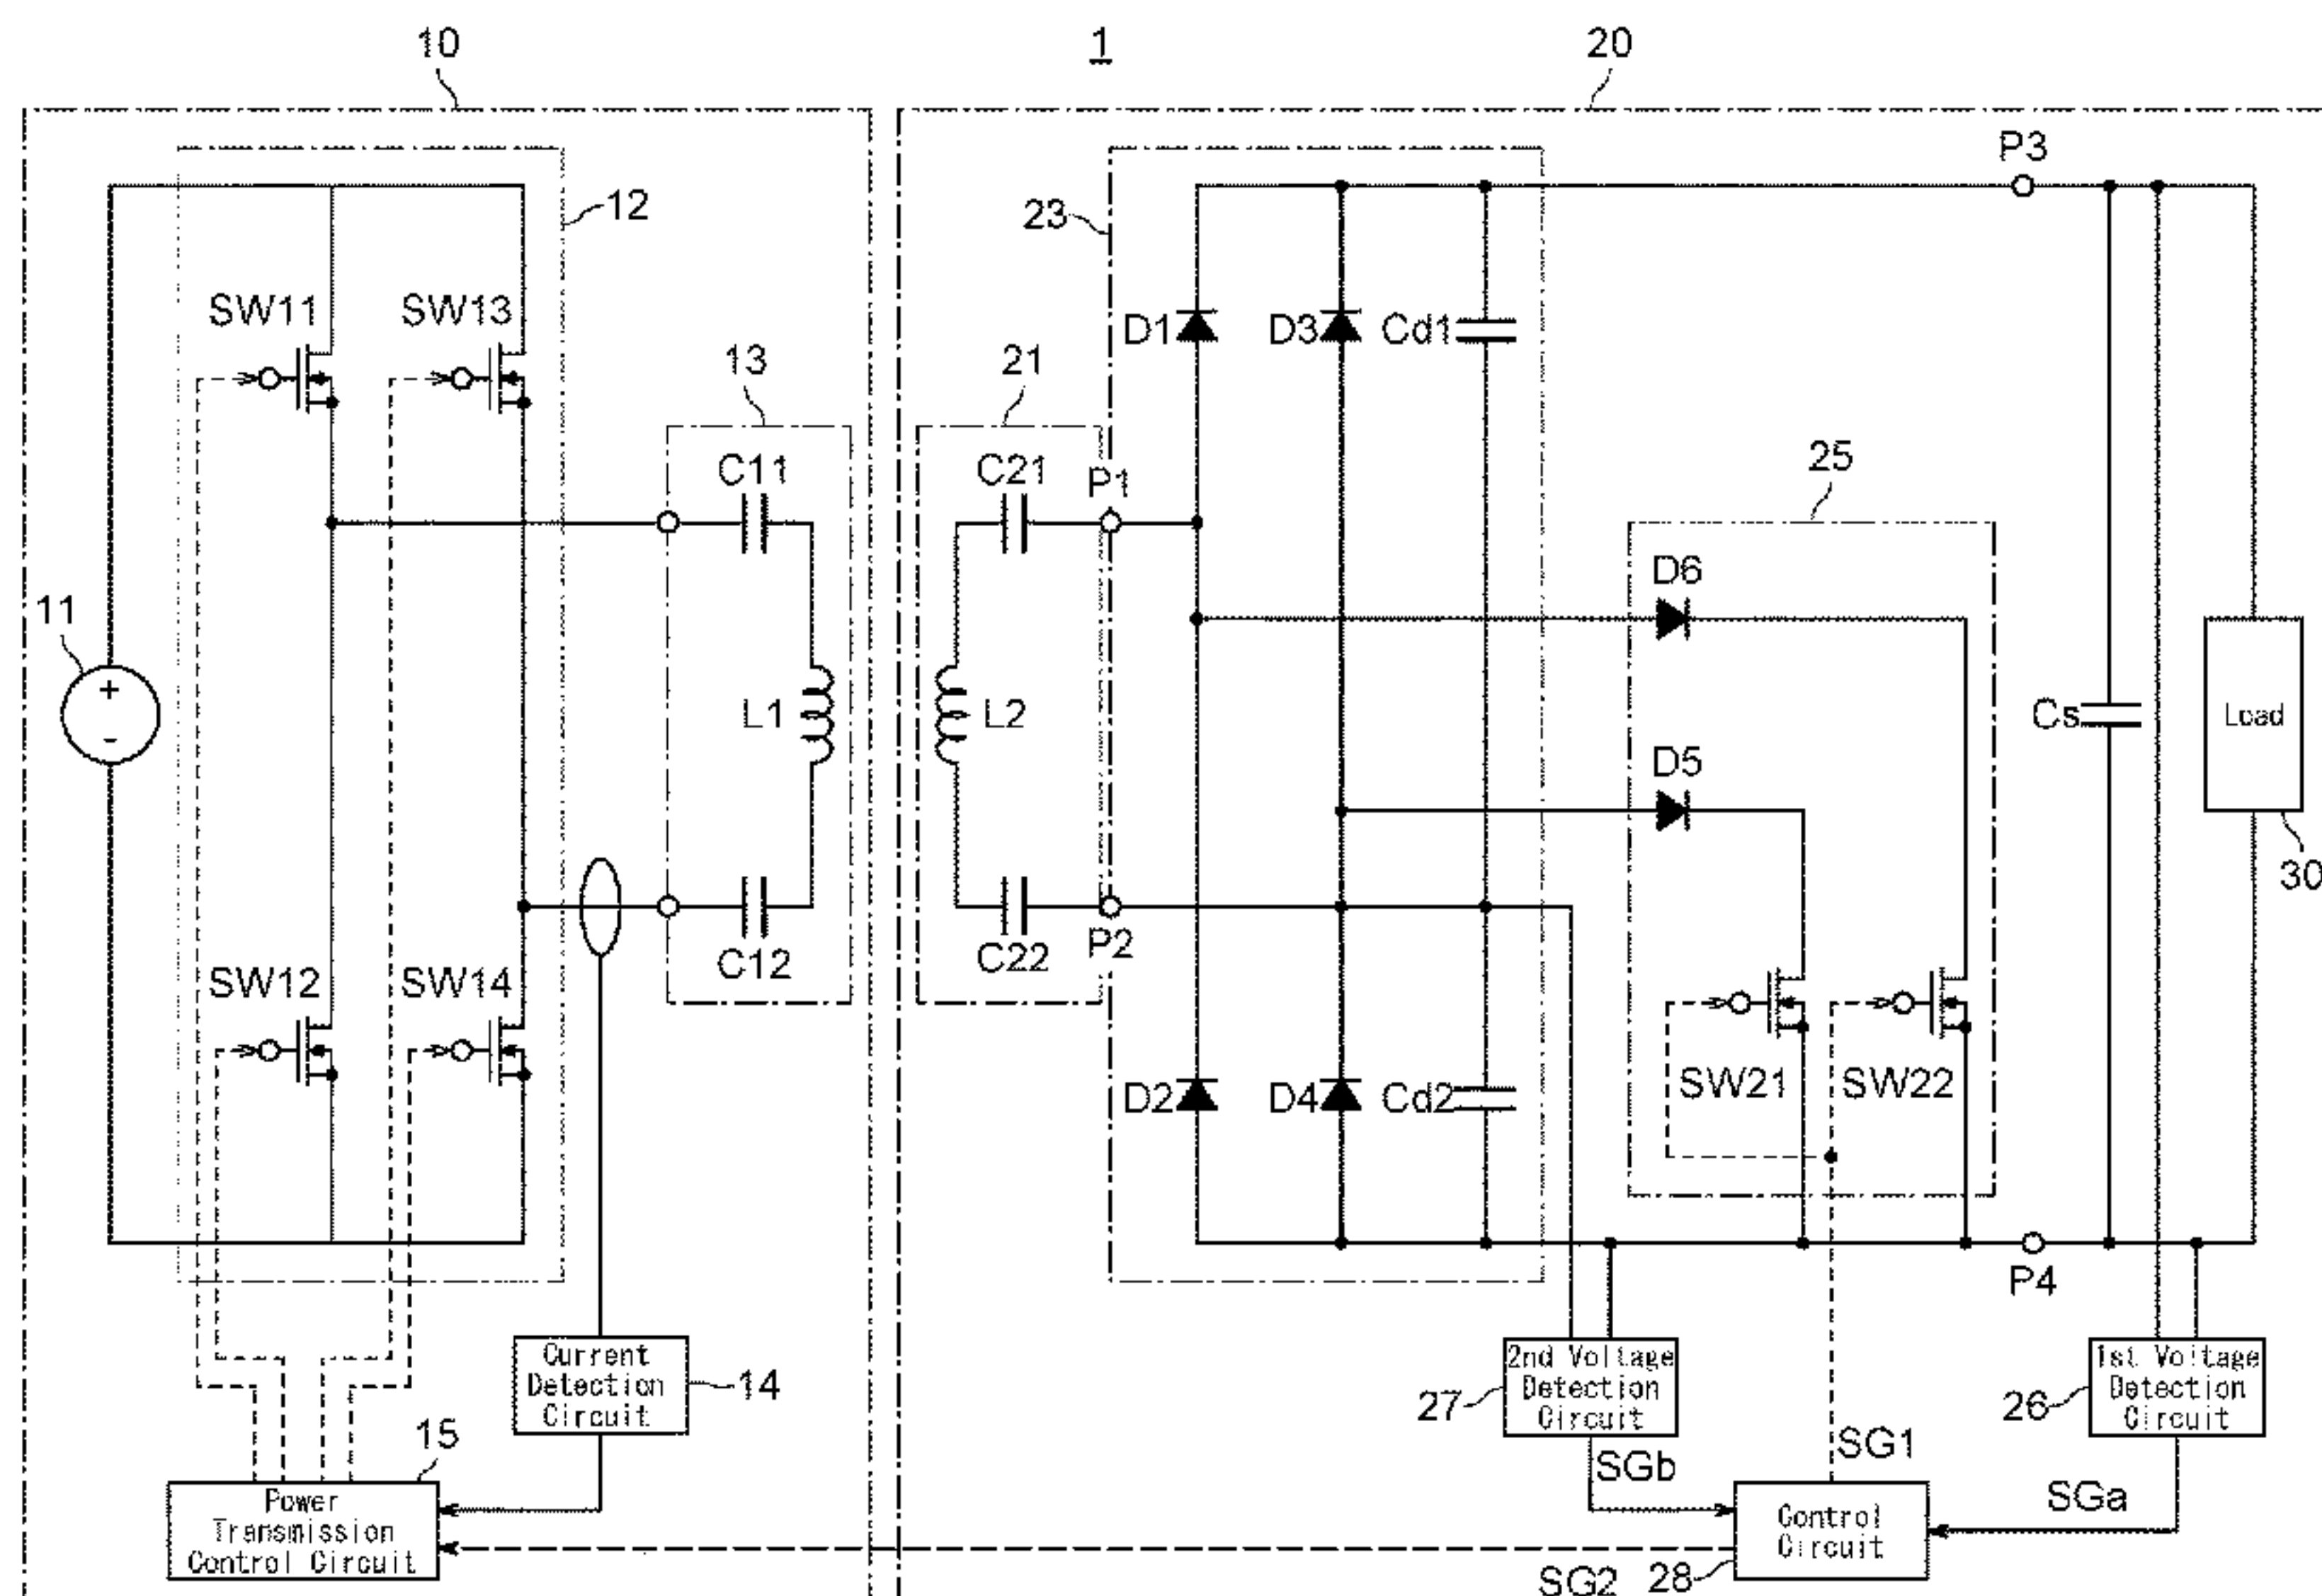 10
1
20
P3
12
23
SW11
SW13
D1
D3
Cd1
13
21
25
C11
C21
P1
D6
11
+
-
L1
L2
Cs
Load
D5
30
C12
C22
P2
SW12
SW14
D2
D4
Cd2
SW21
SW22
P4
Current
Detection
Circuit
14
2nd Voltage
Detection
Circuit
27
1st Voltage
Detection
Circuit
26
15
SGb
SG1
SGa
Power
Transmission
Control Circuit
Control
Circuit
SG2
28